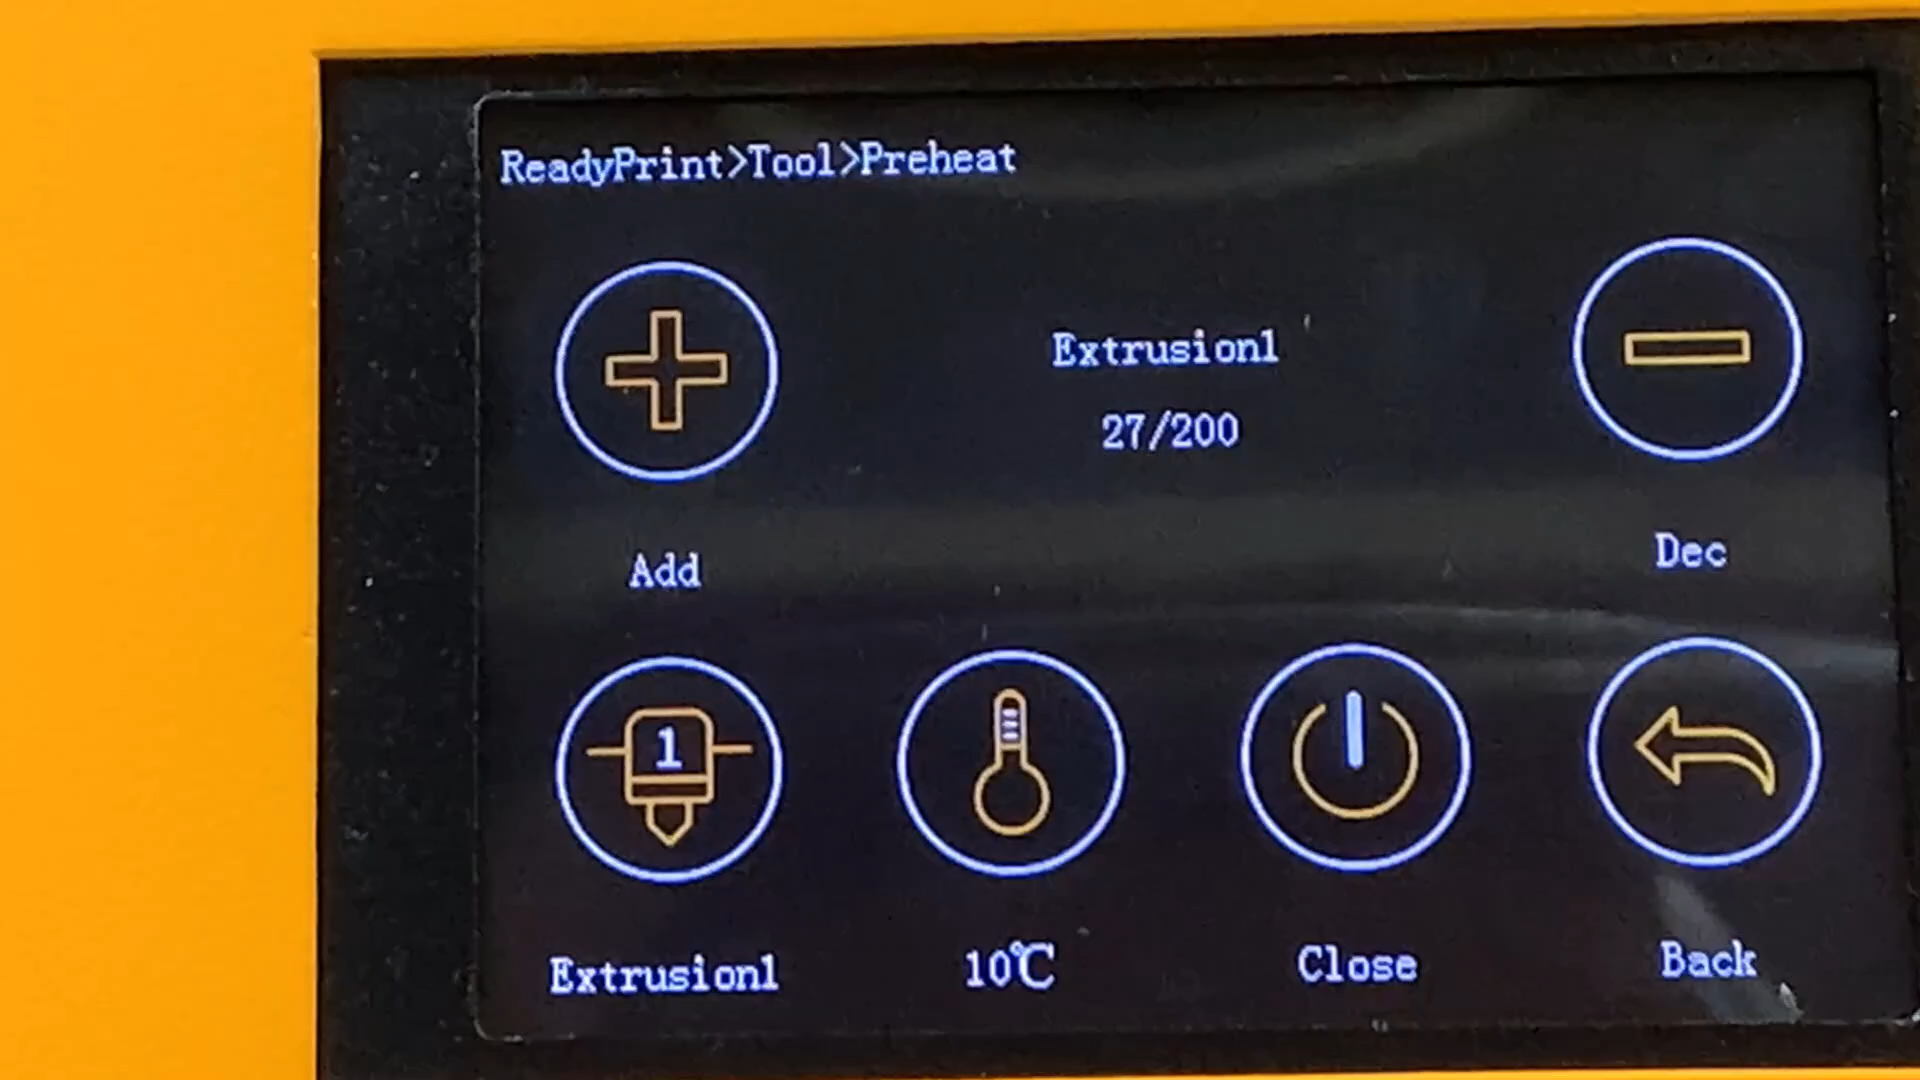 ReadyPrint>Tool>Preheat
Extrusion1
27/200
Add
Dec
1
Extrusion1
10℃
Close
Back